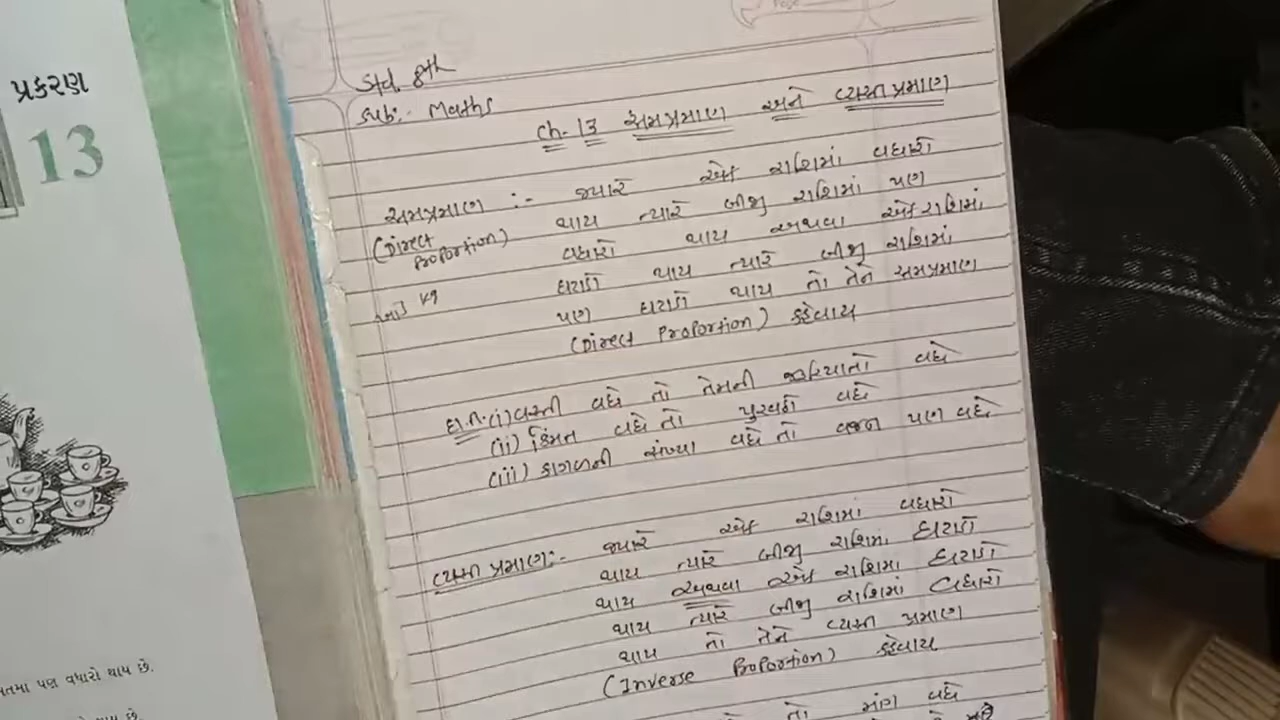 પ્રકરણ
13
Std. 8th
Sub:- Maths
Ch-13 સમપ્રમાણ અને વ્યસ્તપ્રમાણ
સમપ્રમાણ :- જ્યારે એક રાશિમાં વધારો
(Direct Proportion) થાય ત્યારે બીજી રાશિમાં પણ
વધારો થાય અથવા એક રાશિમાં
ઘટાડો થાય ત્યારે બીજી રાશિમાં
પણ ઘટાડો થાય તો તેને સમપ્રમાણ
(Direct Proportion) કહેવાય
દા.ત. (i) વસ્તી વધે તો તેમની જરૂરિયાતો વધે
(ii) કિંમત વધે તો પુરવઠો વધે
(iii) કાગળની સંખ્યા વધે તો વજન પણ વધે
વ્યસ્ત પ્રમાણ:- જ્યારે એક રાશિમાં વધારો
થાય ત્યારે બીજી રાશિમાં ઘટાડો
થાય અથવા એક રાશિમા ઘટાડો
થાય ત્યારે બીજી રાશિમાં વધારો
થાય તો તેને વ્યસ્ત પ્રમાણ
(Inverse Proportion) કહેવાય
તો માંગ વધે
પણ વધારો થાય છે.